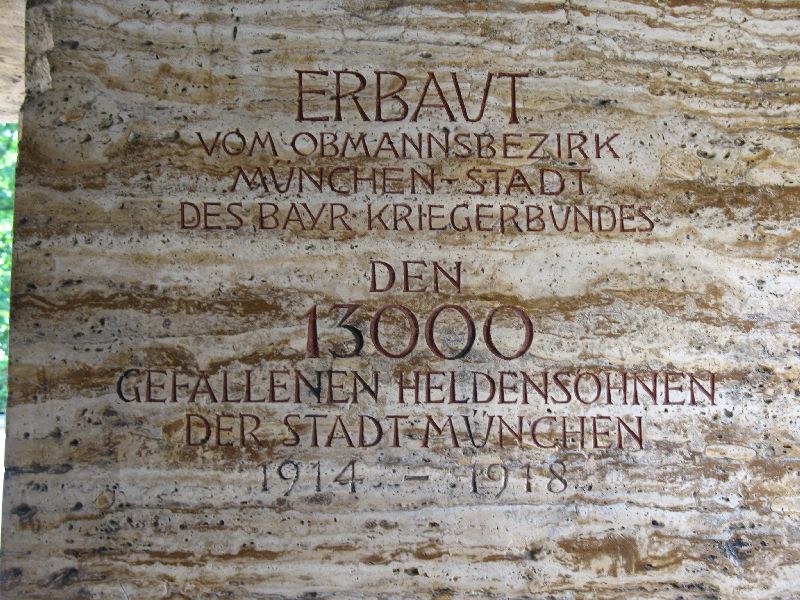 ERBAUT
VOM OBMANNSBEZIRK
MÜNCHEN-STADT
DES BAYR. KRIEGERBUNDES
DEN
13000
GEFALLENEN HELDENSÖHNEN
DER STADT MÜNCHEN
1914 – 1918